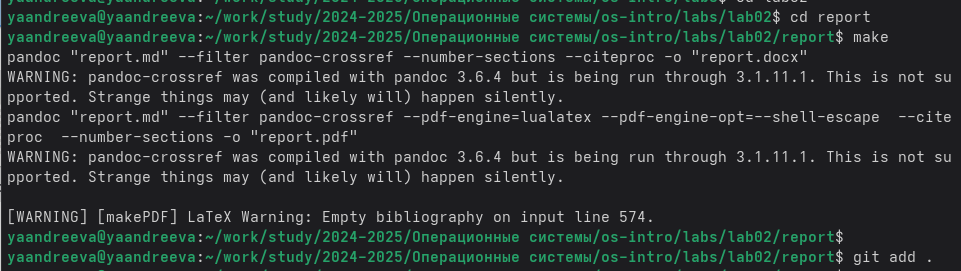 yaandreeva@yaandreeva:~/work/study/2024-2025/Операционные системы/os-intro/labs/lab02$ cd report
yaandreeva@yaandreeva:~/work/study/2024-2025/Операционные системы/os-intro/labs/lab02/report$ make
pandoc "report.md" --filter pandoc-crossref --number-sections --citeproc -o "report.docx"
WARNING: pandoc-crossref was compiled with pandoc 3.6.4 but is being run through 3.1.11.1. This is not su
pported. Strange things may (and likely will) happen silently.
pandoc "report.md" --filter pandoc-crossref --pdf-engine=lualatex --pdf-engine-opt=--shell-escape  --cite
proc  --number-sections -o "report.pdf"
WARNING: pandoc-crossref was compiled with pandoc 3.6.4 but is being run through 3.1.11.1. This is not su
pported. Strange things may (and likely will) happen silently.
[WARNING] [makePDF] LaTeX Warning: Empty bibliography on input line 574.
yaandreeva@yaandreeva:~/work/study/2024-2025/Операционные системы/os-intro/labs/lab02/report$
yaandreeva@yaandreeva:~/work/study/2024-2025/Операционные системы/os-intro/labs/lab02/report$ git add .